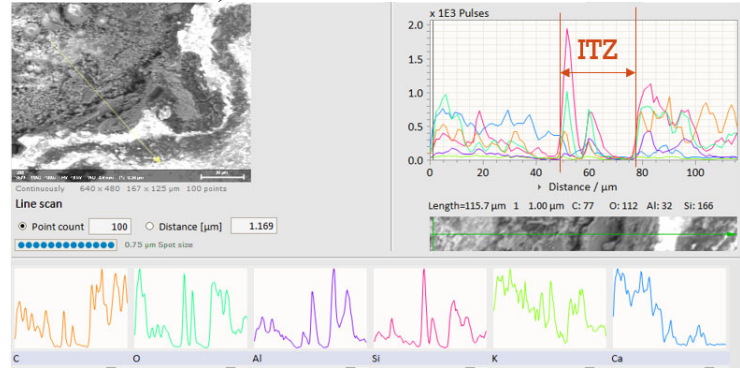 x 1E3 Pulses
2.0
1.5
1.0
0.5
0.0
ITZ
0 20 40 60 80 100
Distance / µm
Continuously 640 x 480 167 x 125 µm 100 points
Line scan
Point count 100 Distance [µm] 1.169
0.75 µm Spot size
Length=115.7 µm 1 1.00 µm C: 77 O: 112 Al: 32 Si: 166
C O Al Si K Ca